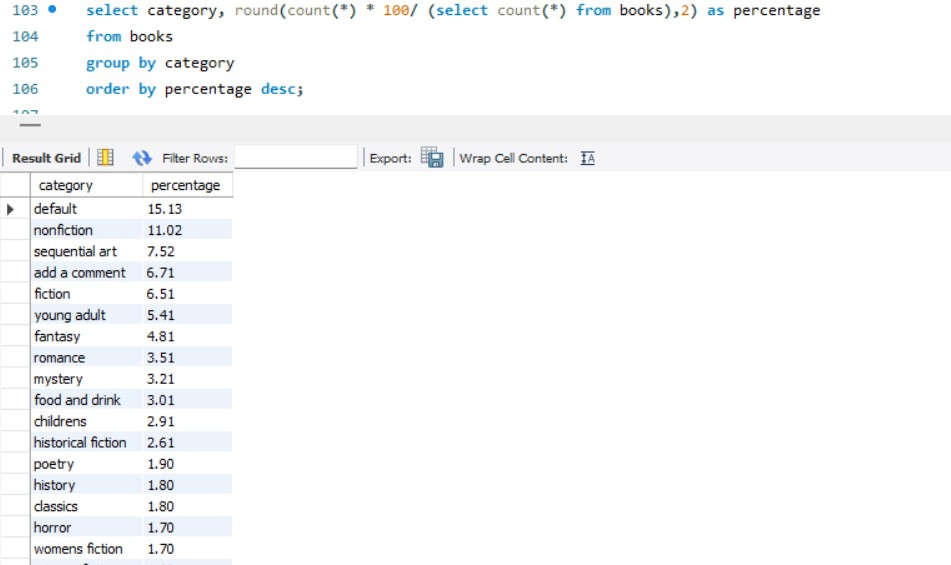 103 select category, round(count(*) * 100/ (select count(*) from books),2) as percentage
104 from books
105 group by category
106 order by percentage desc;
Result Grid Filter Rows: Export: Wrap Cell Content:
category percentage
default 15.13
nonfiction 11.02
sequential art 7.52
add a comment 6.71
fiction 6.51
young adult 5.41
fantasy 4.81
romance 3.51
mystery 3.21
food and drink 3.01
childrens 2.91
historical fiction 2.61
poetry 1.90
history 1.80
classics 1.80
horror 1.70
womens fiction 1.70